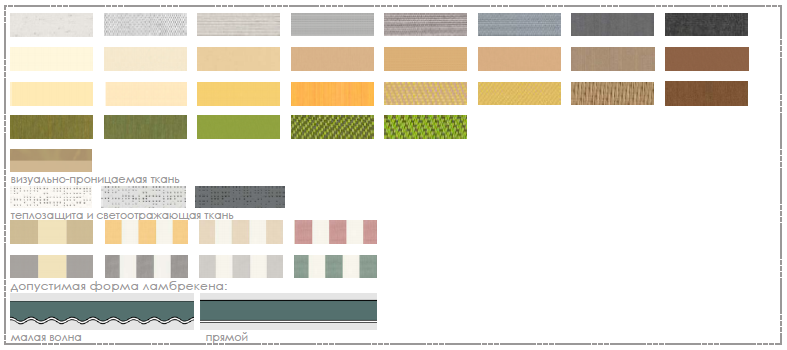 визуально-проницаемая ткань
теплозащита и светоотражающая ткань
допустимая форма ламбрекена:
малая волна
прямой